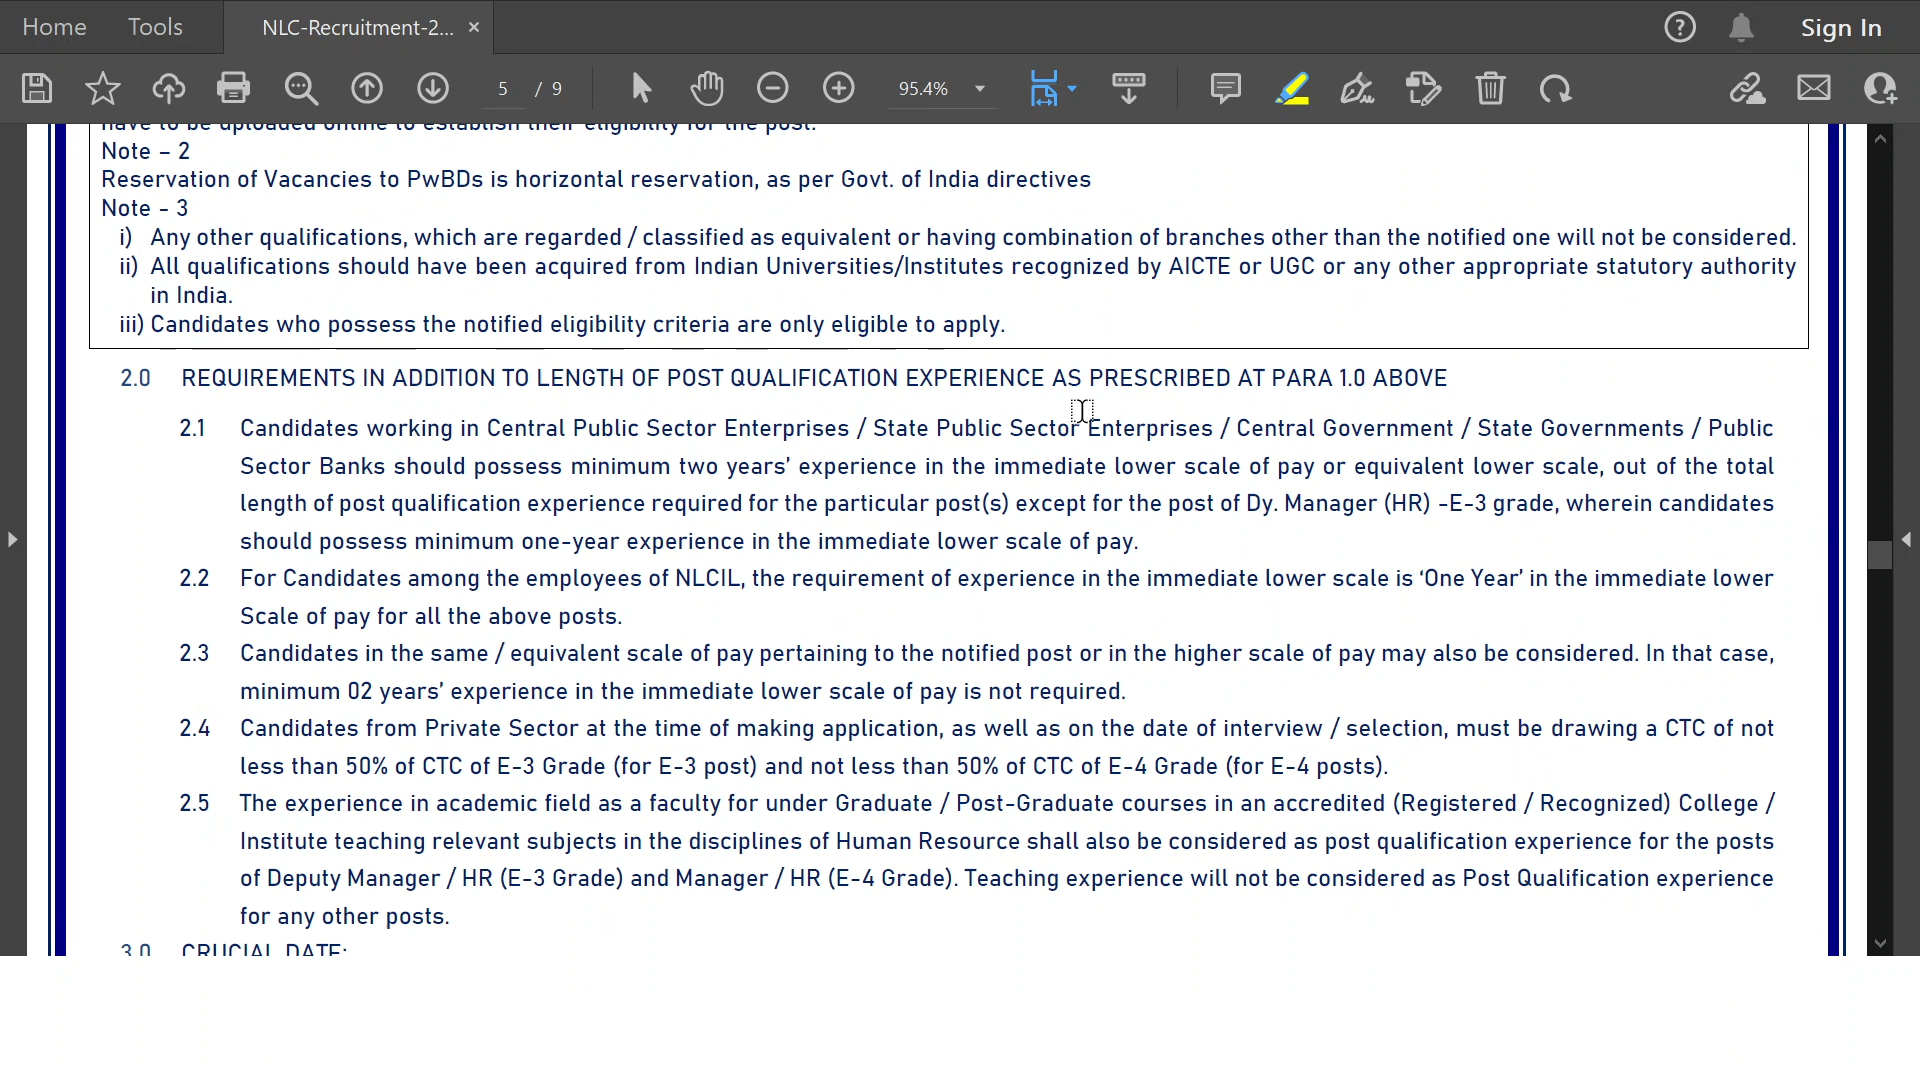 Home Tools NLC-Recruitment-2... × Sign In
5 / 9 95.4%
have to be uploaded online to establish their eligibility for the post.
Note – 2
Reservation of Vacancies to PwBDs is horizontal reservation, as per Govt. of India directives
Note - 3
i) Any other qualifications, which are regarded / classified as equivalent or having combination of branches other than the notified one will not be considered.
ii) All qualifications should have been acquired from Indian Universities/Institutes recognized by AICTE or UGC or any other appropriate statutory authority
in India.
iii) Candidates who possess the notified eligibility criteria are only eligible to apply.
2.0 REQUIREMENTS IN ADDITION TO LENGTH OF POST QUALIFICATION EXPERIENCE AS PRESCRIBED AT PARA 1.0 ABOVE
2.1 Candidates working in Central Public Sector Enterprises / State Public Sector Enterprises / Central Government / State Governments / Public
Sector Banks should possess minimum two years’ experience in the immediate lower scale of pay or equivalent lower scale, out of the total
length of post qualification experience required for the particular post(s) except for the post of Dy. Manager (HR) -E-3 grade, wherein candidates
should possess minimum one-year experience in the immediate lower scale of pay.
2.2 For Candidates among the employees of NLCIL, the requirement of experience in the immediate lower scale is ‘One Year’ in the immediate lower
Scale of pay for all the above posts.
2.3 Candidates in the same / equivalent scale of pay pertaining to the notified post or in the higher scale of pay may also be considered. In that case,
minimum 02 years’ experience in the immediate lower scale of pay is not required.
2.4 Candidates from Private Sector at the time of making application, as well as on the date of interview / selection, must be drawing a CTC of not
less than 50% of CTC of E-3 Grade (for E-3 post) and not less than 50% of CTC of E-4 Grade (for E-4 posts).
2.5 The experience in academic field as a faculty for under Graduate / Post-Graduate courses in an accredited (Registered / Recognized) College /
Institute teaching relevant subjects in the disciplines of Human Resource shall also be considered as post qualification experience for the posts
of Deputy Manager / HR (E-3 Grade) and Manager / HR (E-4 Grade). Teaching experience will not be considered as Post Qualification experience
for any other posts.
3.0 CRUCIAL DATE: